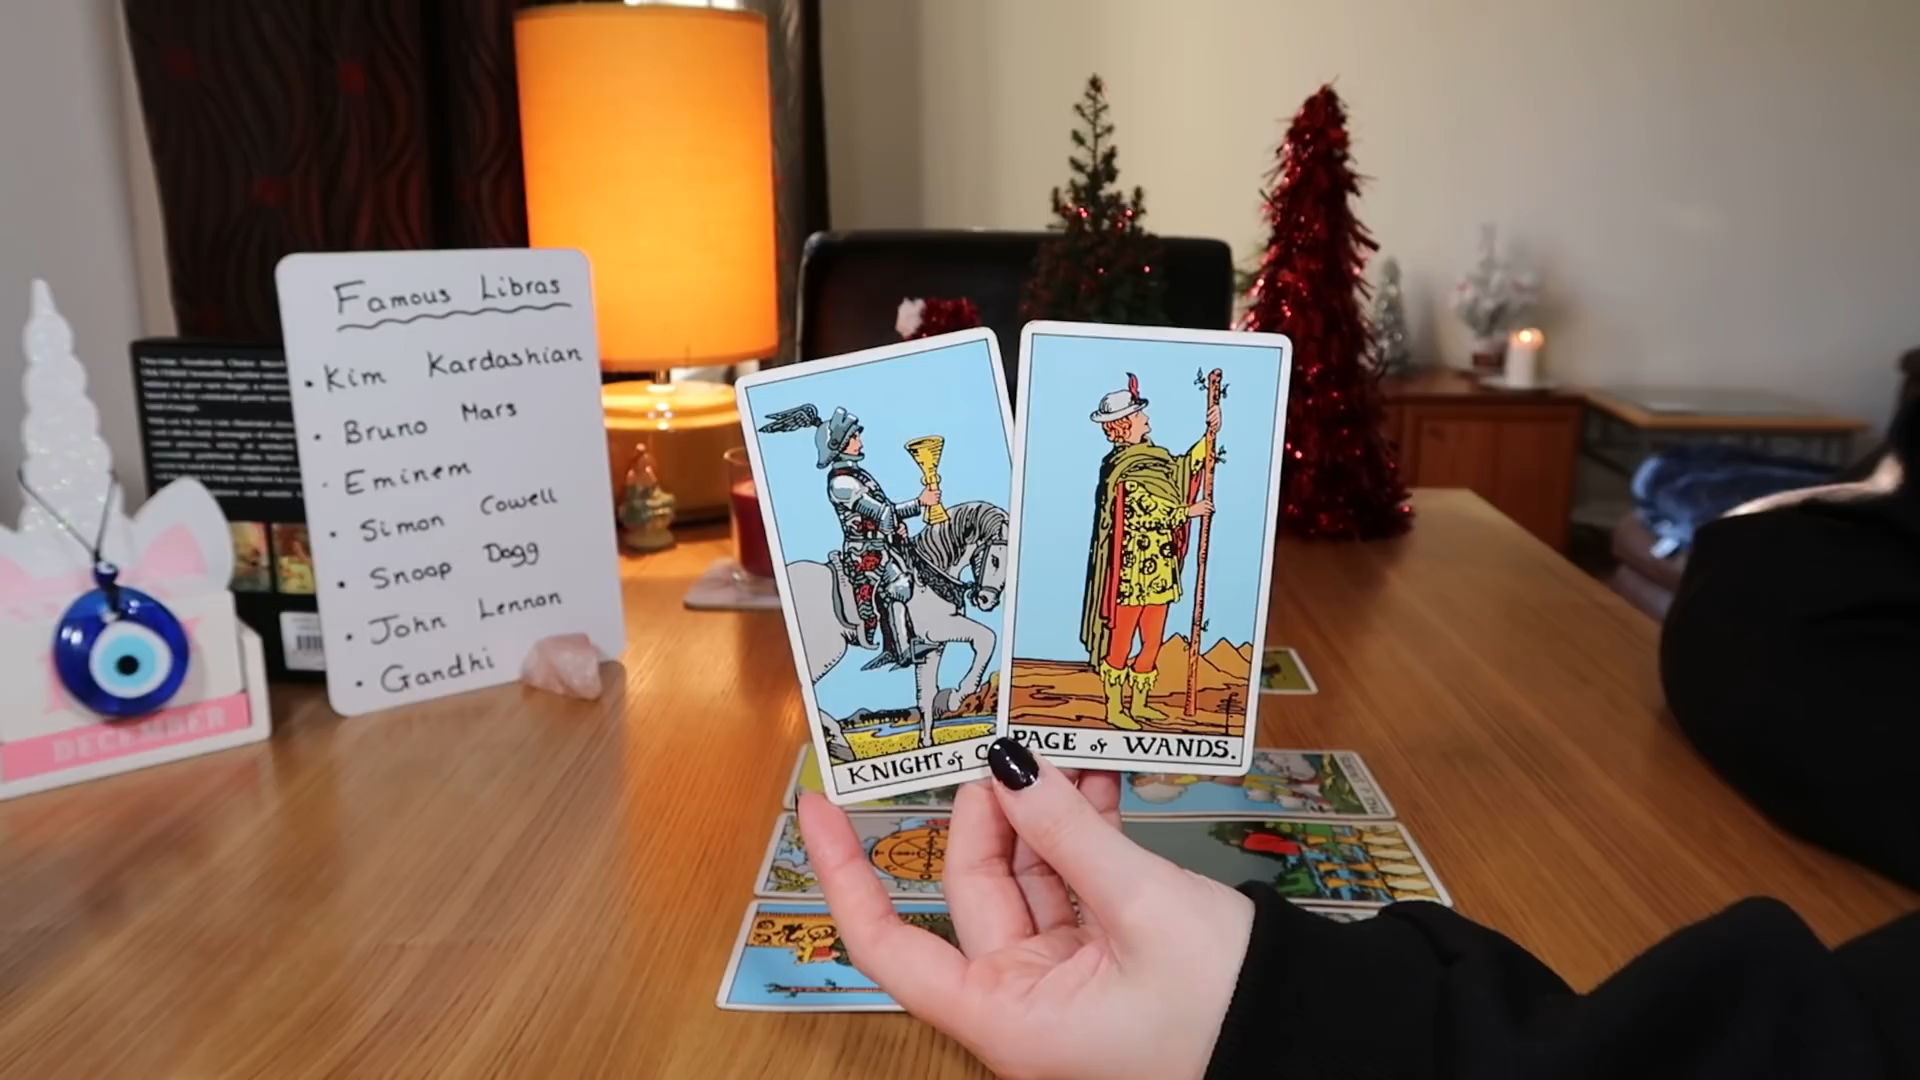 Famous Libras
• Kim Kardashian
• Bruno Mars
• Eminem
• Simon Cowell
• Snoop Dogg
• John Lennon
• Gandhi
DECEMBER
KNIGHT of C
PAGE of WANDS.